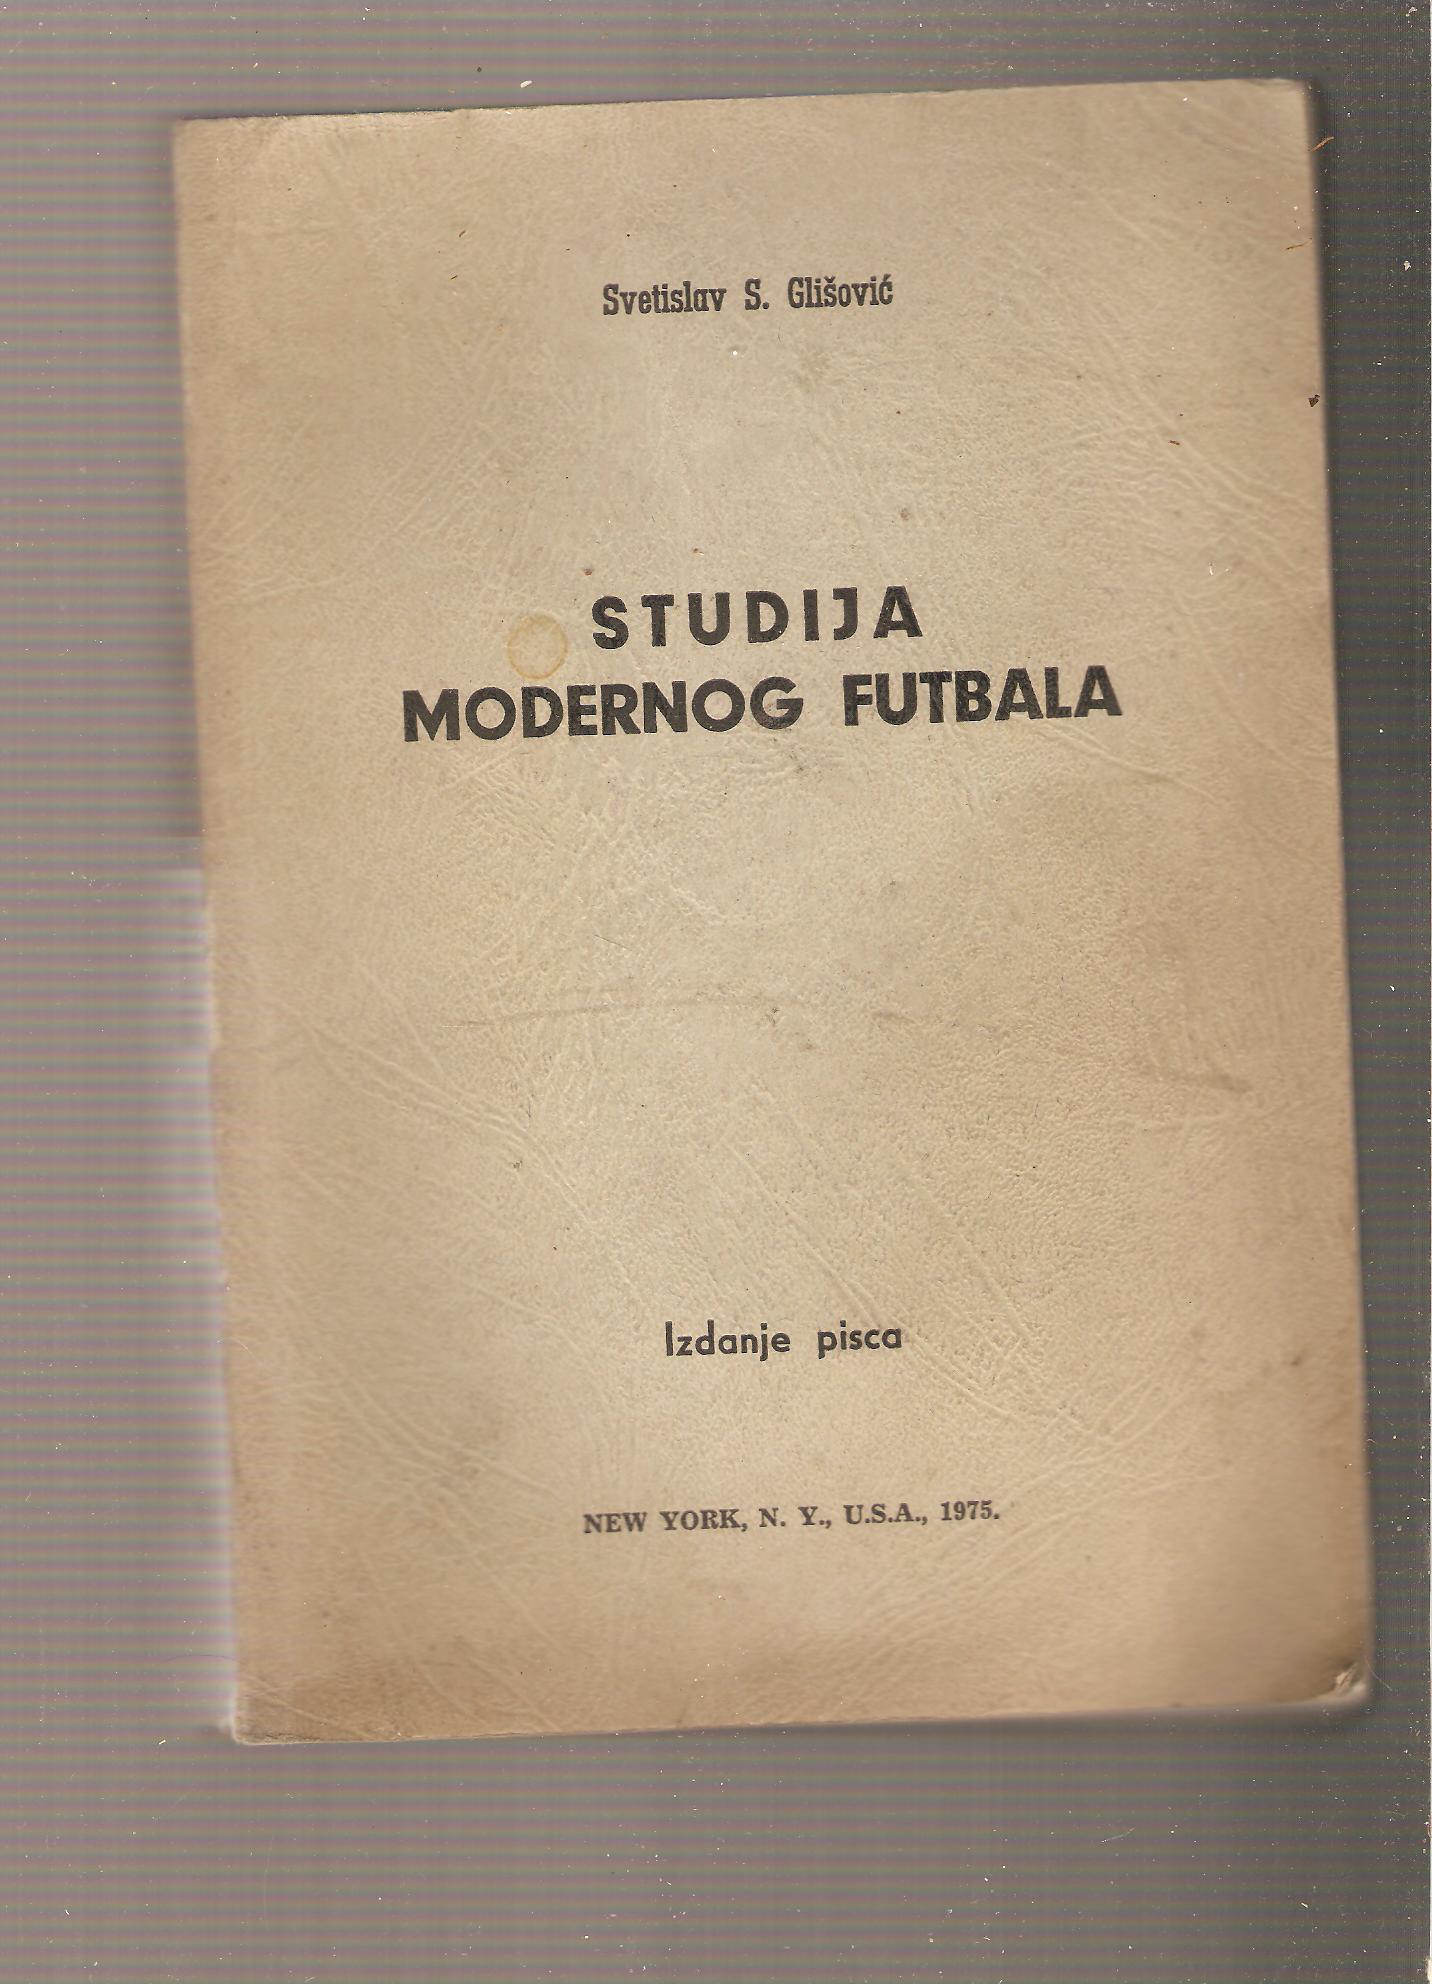 Svetislav S. Glišović
STUDIJA
MODERNOG FUTBALA
Izdanje pisca
NEW YORK, N. Y., U.S.A., 1975.